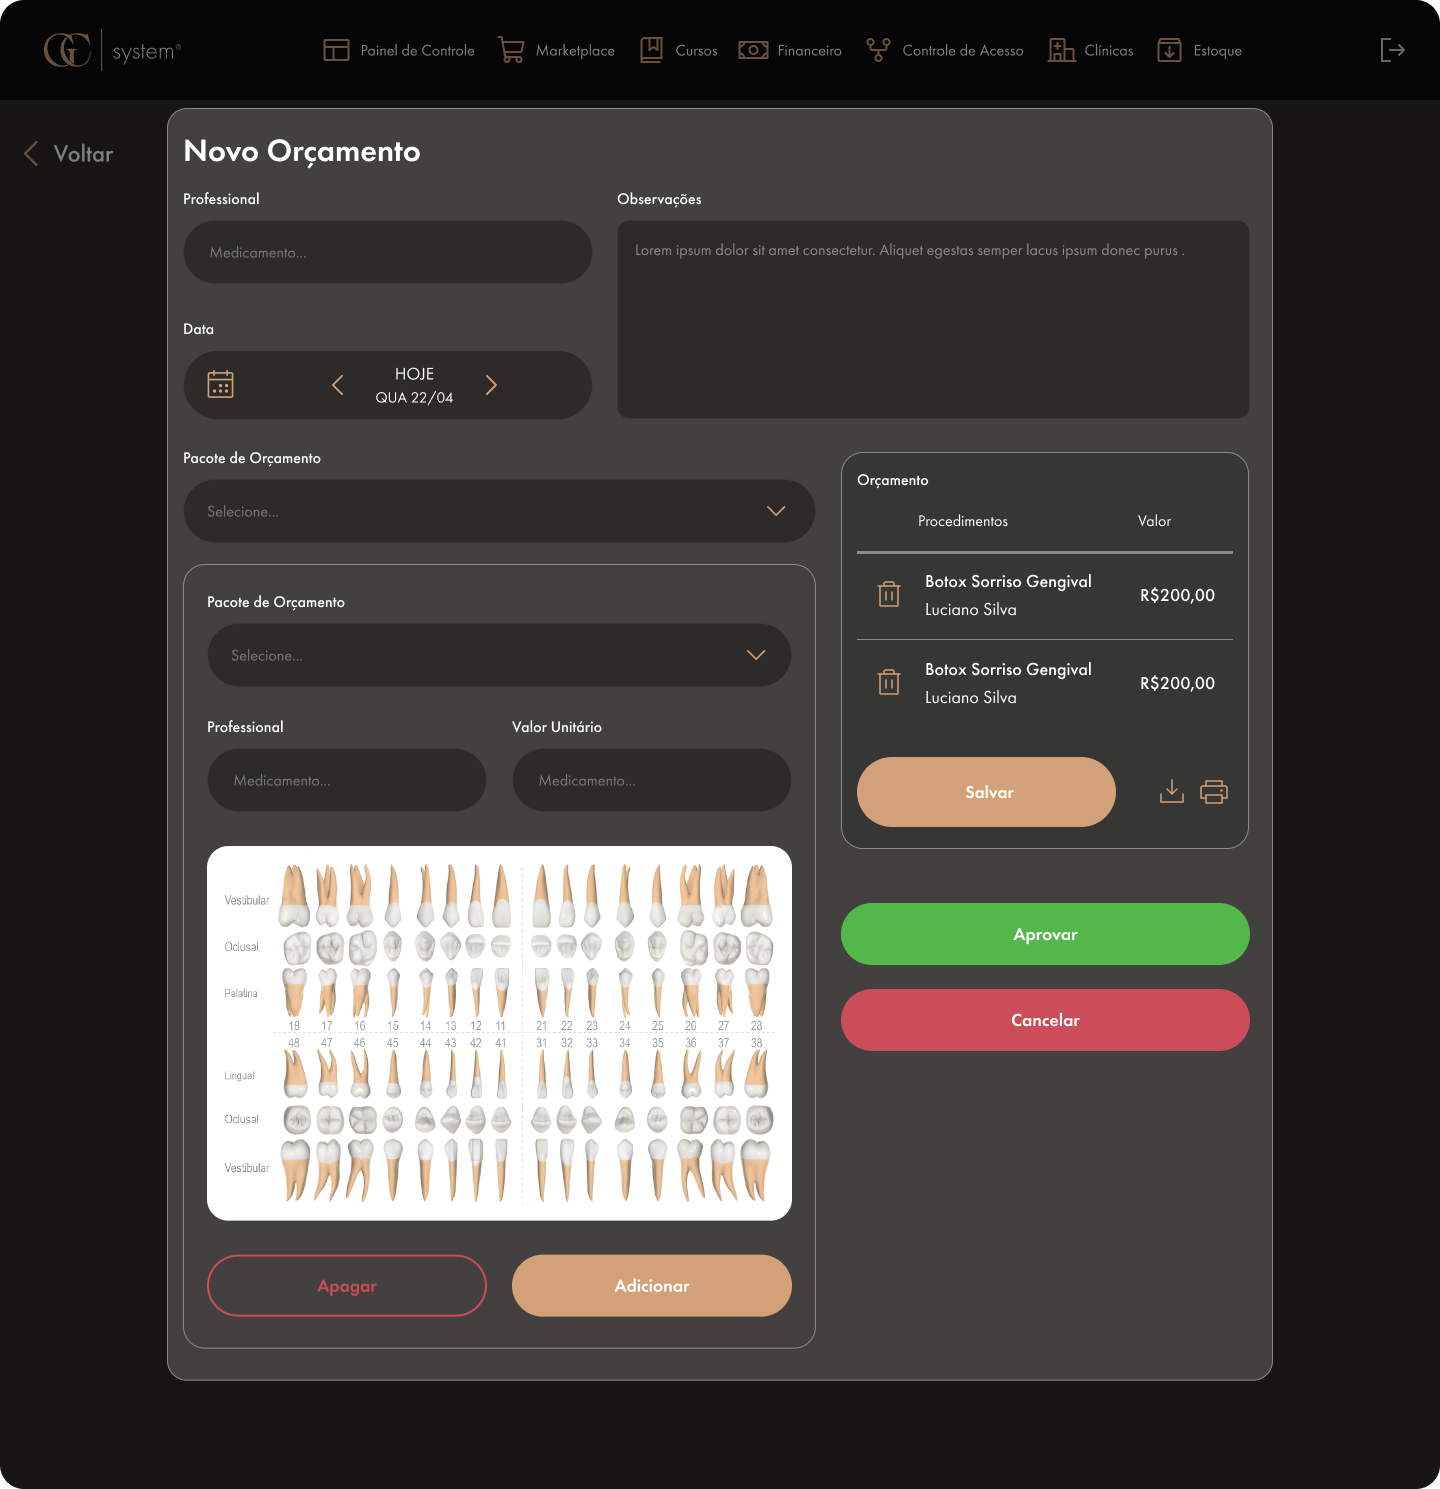 GC system®
Painel de Controle
Marketplace
Cursos
Financeiro
Controle de Acesso
Clínicas
Estoque
Voltar
Novo Orçamento
Professional
Medicamento...
Observações
Lorem ipsum dolor sit amet consectetur. Aliquet egestas semper lacus ipsum donec purus .
Data
HOJE
QUA 22/04
Pacote de Orçamento
Selecione...
Pacote de Orçamento
Selecione...
Professional
Medicamento...
Valor Unitário
Medicamento...
Vestibular
Oclusal
Palatina
18 17 16 15 14 13 12 11 21 22 23 24 25 26 27 28
48 47 46 45 44 43 42 41 31 32 33 34 35 36 37 38
Lingual
Oclusal
Vestibular
Apagar
Adicionar
Orçamento
Procedimentos
Valor
Botox Sorriso Gengival
Luciano Silva
R$200,00
Botox Sorriso Gengival
Luciano Silva
R$200,00
Salvar
Aprovar
Cancelar